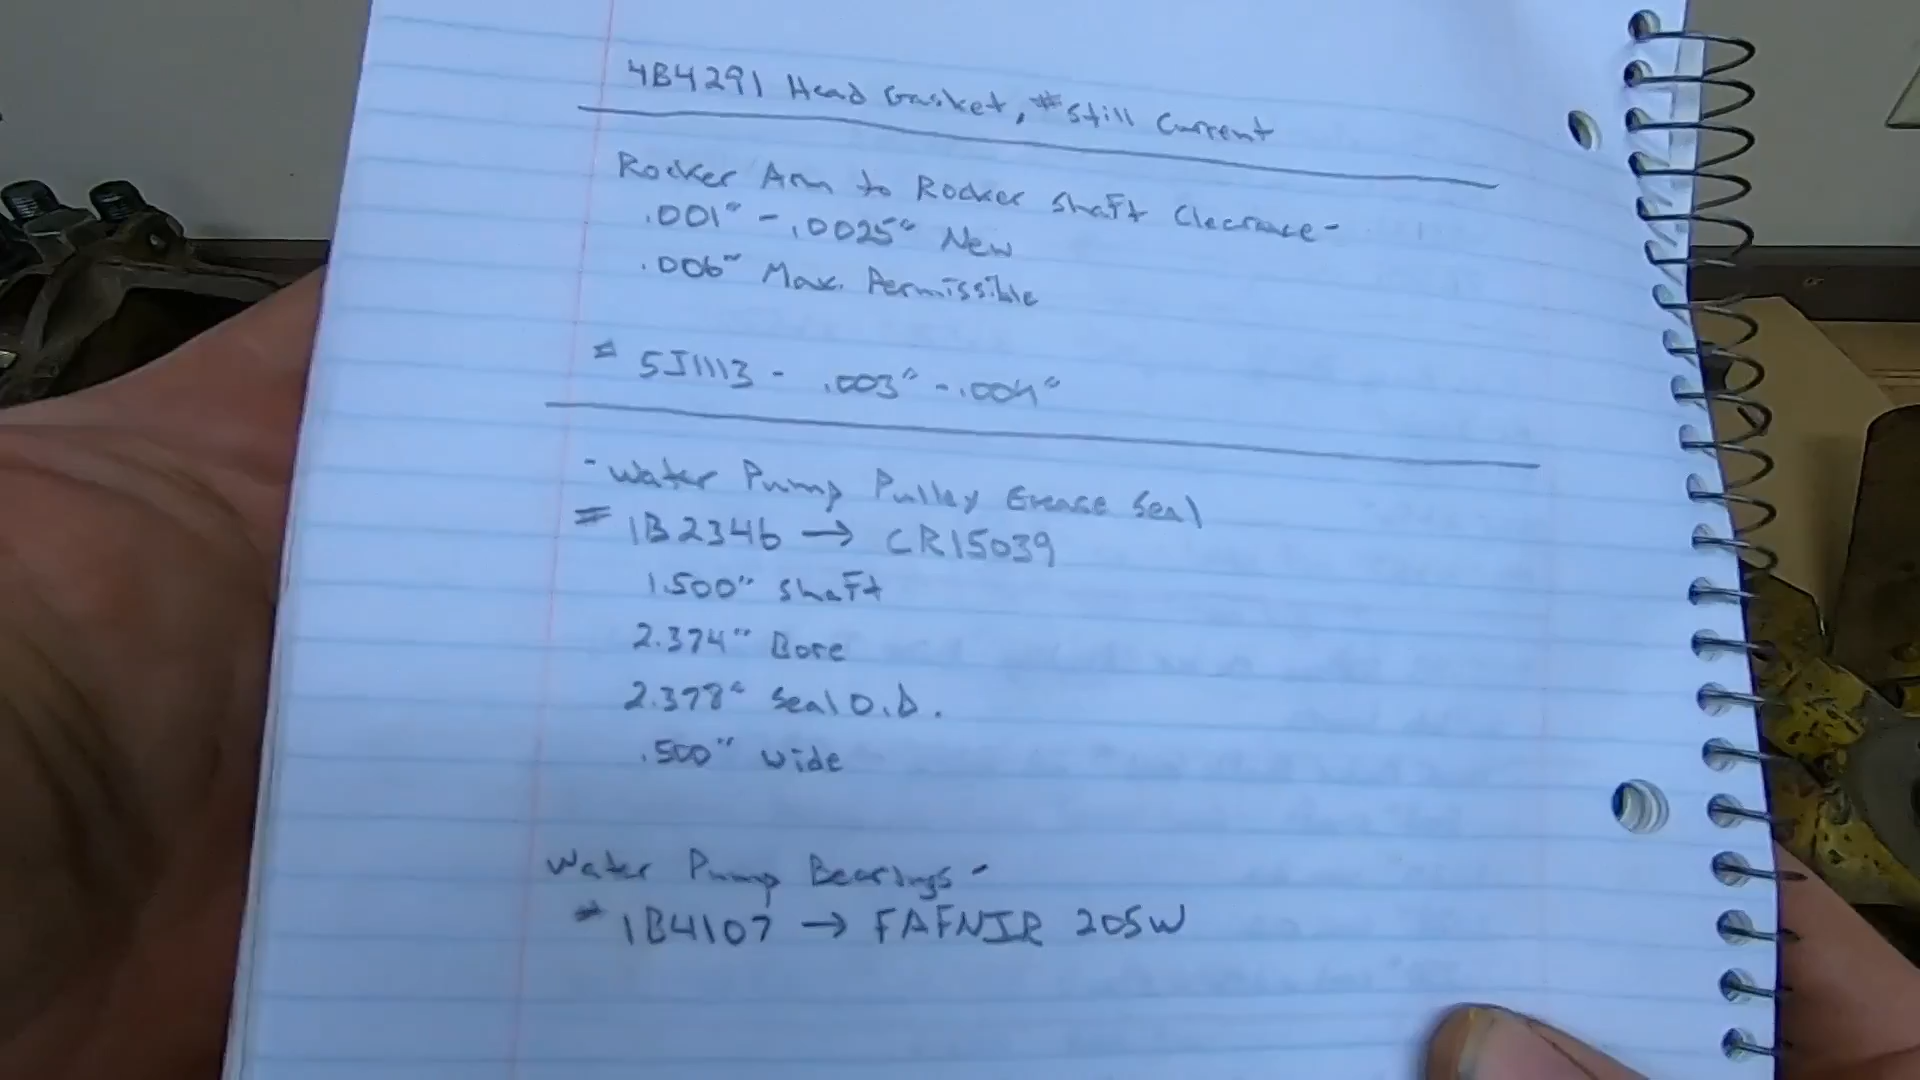 4B4291 Head Gasket, # Still Current
Rocker Arm to Rocker Shaft Clearance -
.001" - .0025" New
.006" Max. Permissible
# 5J1113 - .003" - .004"
- Water Pump Pulley Grease Seal
# 1B2346 → CR15039
1.500" Shaft
2.374" Bore
2.378" Seal O.D.
.500" Wide
Water Pump Bearings -
# 1B4107 → FAFNIR 205W